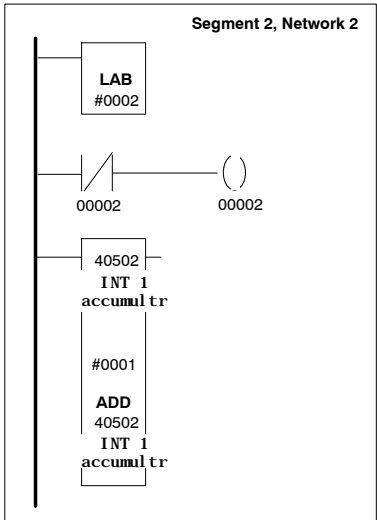 Segment 2, Network 2
LAB
#0002
00002
00002
40502
INT 1
accumultr
#0001
ADD
40502
INT 1
accumultr